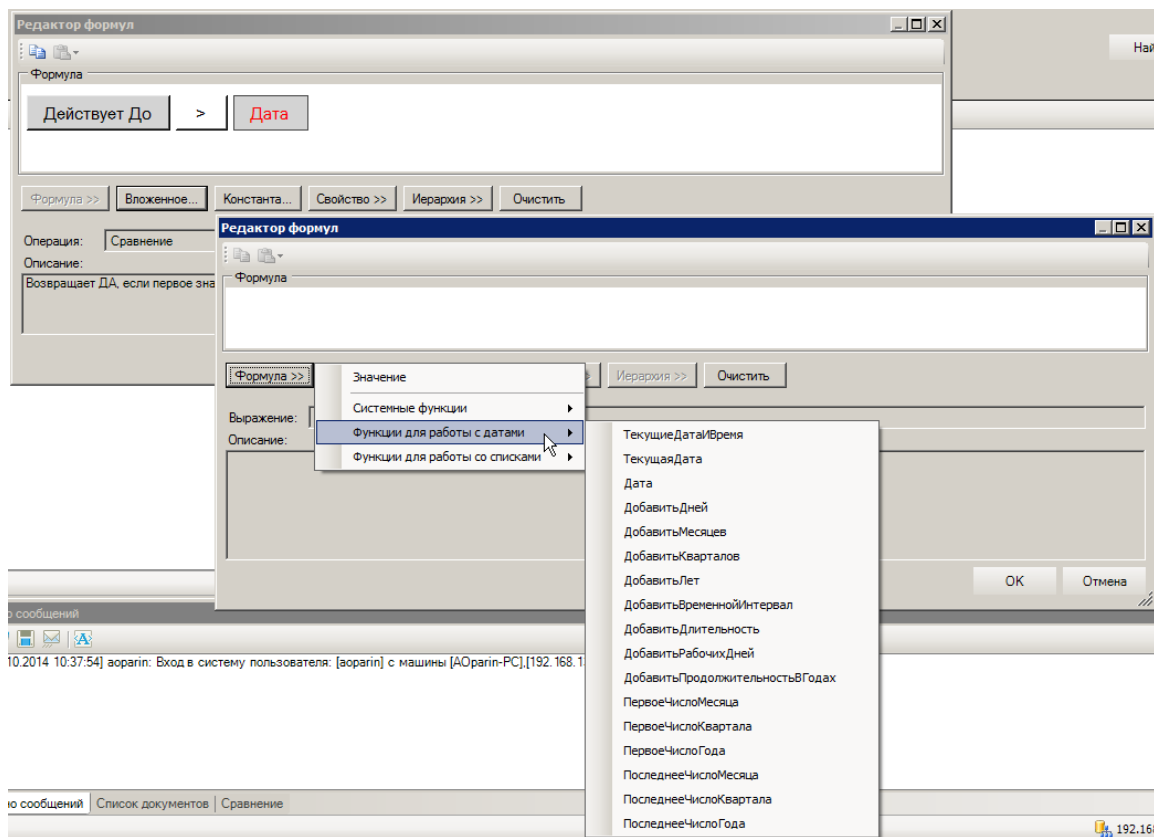 Редактор формул
Най
Формула
Действует До > Дата
Формула >> Вложенное... Константа... Свойство >> Иерархия >> Очистить
Операция: Сравнение
Описание:
Возвращает ДА, если первое зна
Редактор формул
Формула
Формула >> Иерархия >> Очистить
Выражение:
Описание:
Значение
Системные функции
Функции для работы с датами
Функции для работы со списками
ТекущиеДатаИВремя
ТекущаяДата
Дата
ДобавитьДней
ДобавитьМесяцев
ДобавитьКварталов
ДобавитьЛет
ДобавитьВременнойИнтервал
ДобавитьДлительность
ДобавитьРабочихДней
ДобавитьПродолжительностьВГодах
ПервоеЧислоМесяца
ПервоеЧислоКвартала
ПервоеЧислоГода
ПоследнееЧислоМесяца
ПоследнееЧислоКвартала
ПоследнееЧислоГода
OK Отмена
о сообщений
10.2014 10:37:54] aoparin: Вход в систему пользователя: [aoparin] с машины [AOparin-PC],[192.168.1
но сообщений Список документов Сравнение
192.168